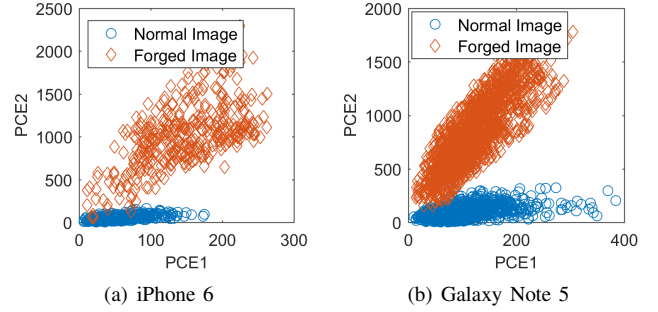 2500
2000
1500
1000
500
0
PCE2
Normal Image
Forged Image
0 100 200 300
PCE1
(a) iPhone 6
2000
1500
1000
500
0
PCE2
Normal Image
Forged Image
0 200 400
PCE1
(b) Galaxy Note 5